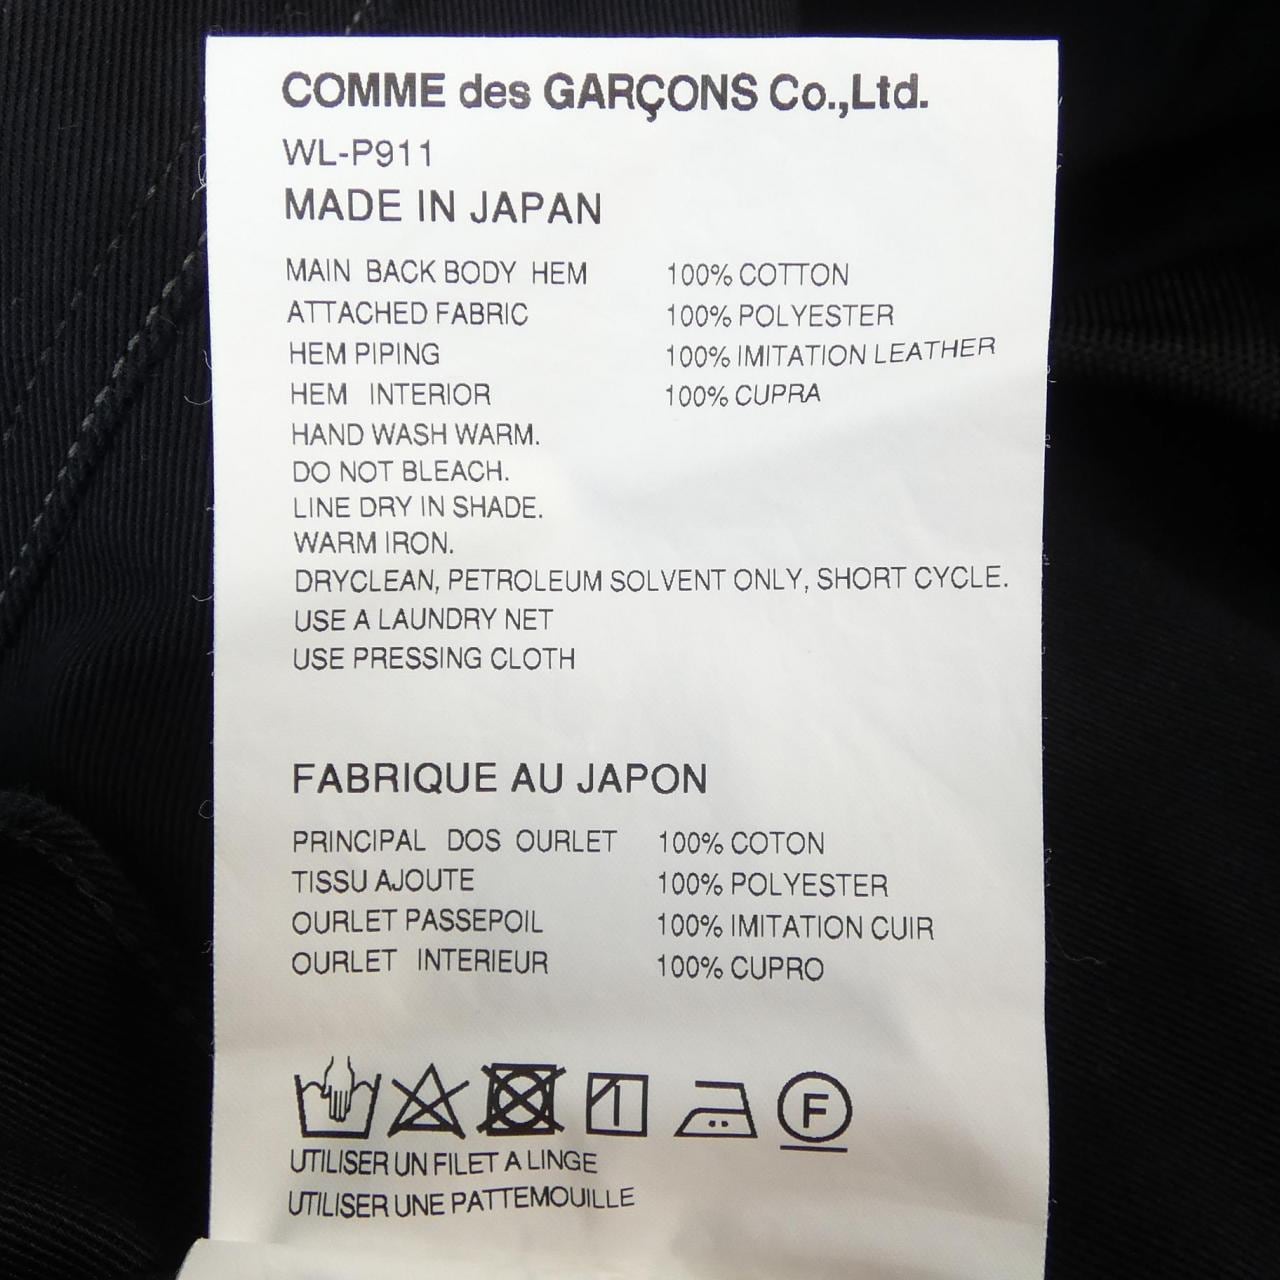 COMME des GARÇONS Co.,Ltd.
WL-P911
MADE IN JAPAN
MAIN BACK BODY HEM 100% COTTON
ATTACHED FABRIC 100% POLYESTER
HEM PIPING 100% IMITATION LEATHER
HEM INTERIOR 100% CUPRA
HAND WASH WARM.
DO NOT BLEACH.
LINE DRY IN SHADE.
WARM IRON.
DRYCLEAN, PETROLEUM SOLVENT ONLY, SHORT CYCLE.
USE A LAUNDRY NET
USE PRESSING CLOTH
FABRIQUE AU JAPON
PRINCIPAL DOS OURLET 100% COTON
TISSU AJOUTE 100% POLYESTER
OURLET PASSEPOIL 100% IMITATION CUIR
OURLET INTERIEUR 100% CUPRO
F
UTILISER UN FILET A LINGE
UTILISER UNE PATTEMOUILLE